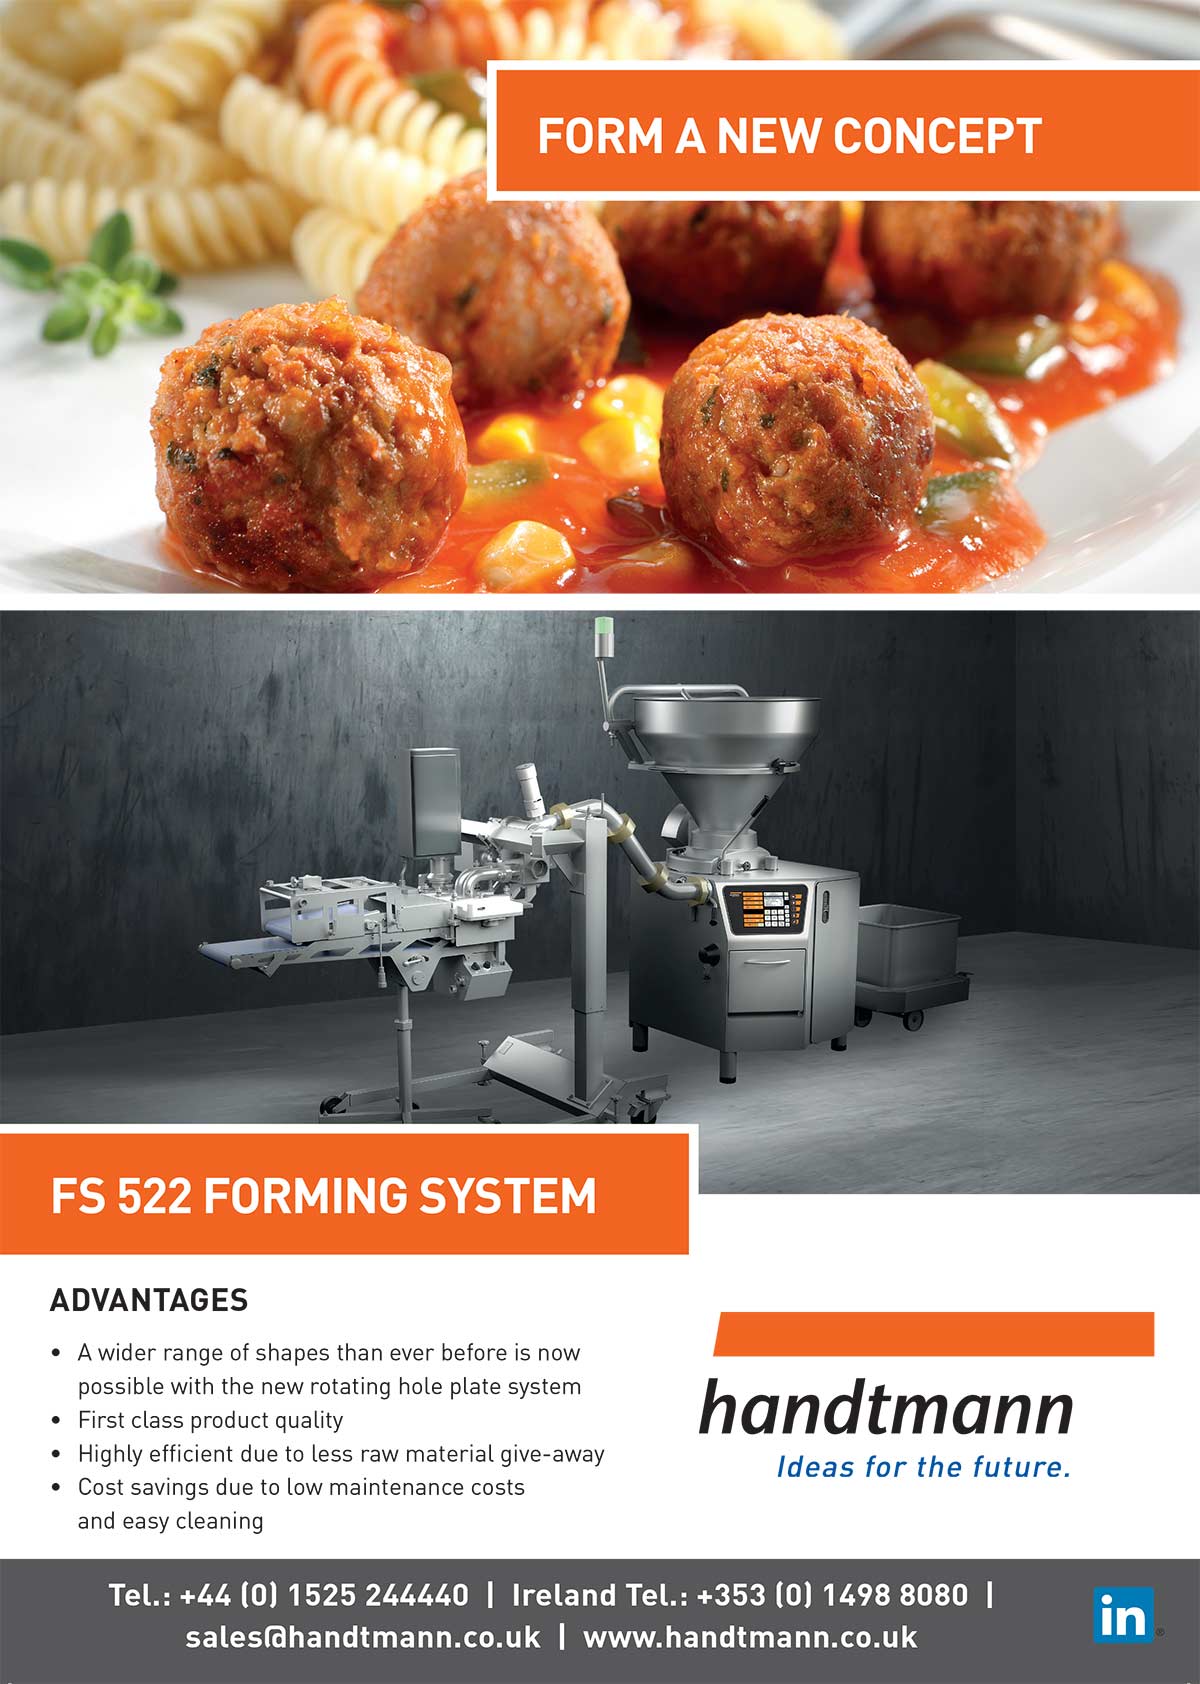 FORM A NEW CONCEPT
FS 522 FORMING SYSTEM
ADVANTAGES
• A wider range of shapes than ever before is now
possible with the new rotating hole plate system
• First class product quality
• Highly efficient due to less raw material give-away
• Cost savings due to low maintenance costs
and easy cleaning
handtmann
Ideas for the future.
Tel.: +44 (0) 1525 244440 | Ireland Tel.: +353 (0) 1498 8080 |
sales@handtmann.co.uk | www.handtmann.co.uk
in®